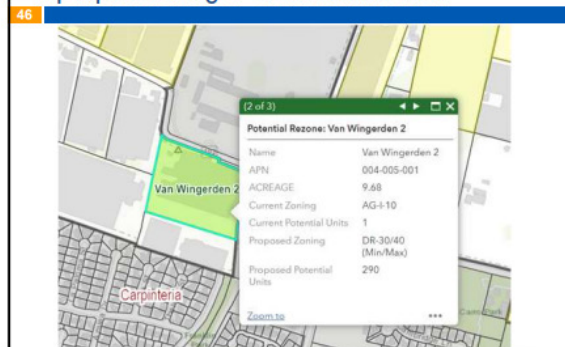 46
(2 of 3)
Potential Rezone: Van Wingerden 2
Name Van Wingerden 2
APN 004-005-001
ACREAGE 9.68
Current Zoning AG-I-10
Current Potential Units 1
Proposed Zoning DR-30/40
(Min/Max)
Proposed Potential 290
Units
Zoom to
Van Wingerden 2
Carpinteria